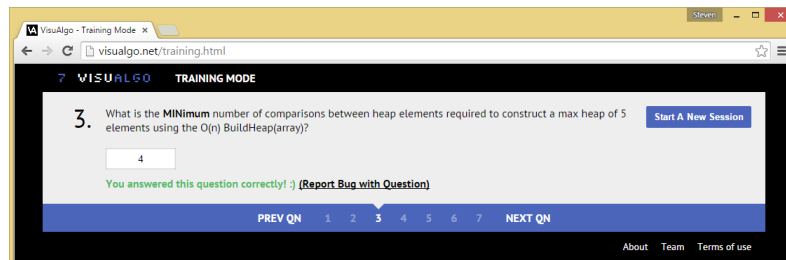 Steven
VisuAlgo - Training Mode
visualgo.net/training.html
7 VISUALGO TRAINING MODE
3. What is the MINimum number of comparisons between heap elements required to construct a max heap of 5
elements using the O(n) BuildHeap(array)?
Start A New Session
4
You answered this question correctly! :) (Report Bug with Question)
PREV QN 1 2 3 4 5 6 7 NEXT QN
About Team Terms of use